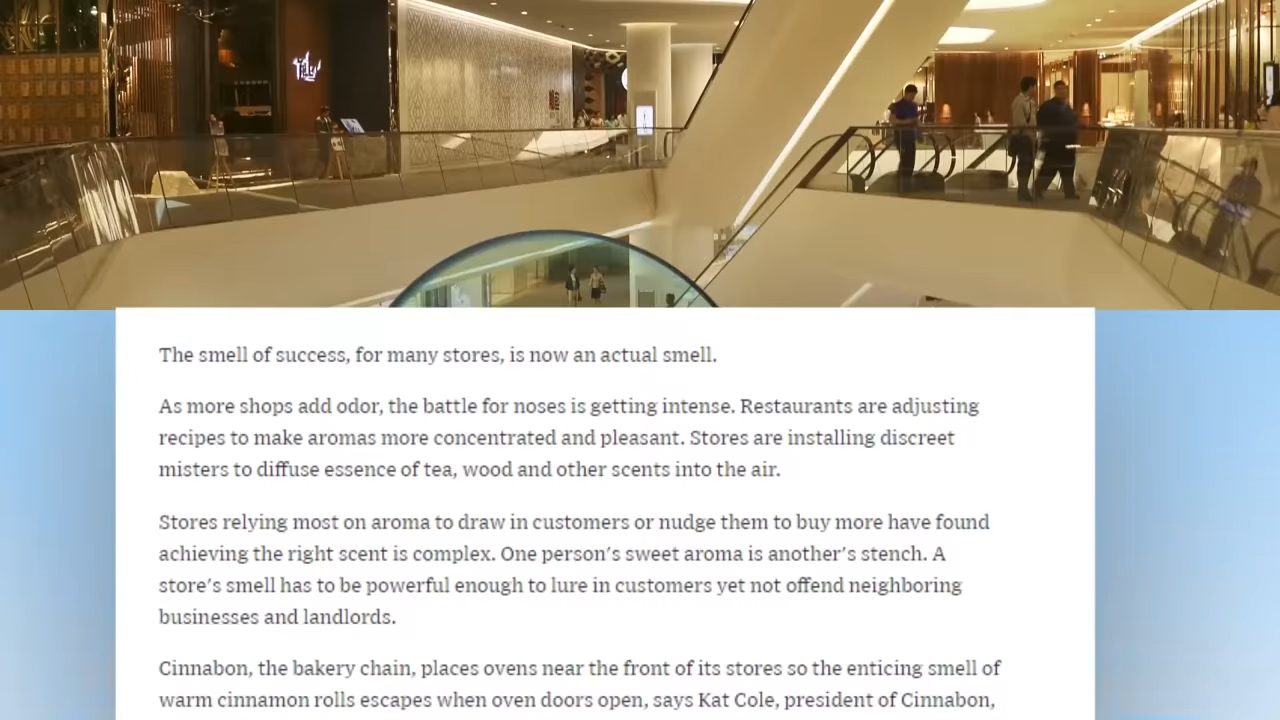 The smell of success, for many stores, is now an actual smell.
As more shops add odor, the battle for noses is getting intense. Restaurants are adjusting
recipes to make aromas more concentrated and pleasant. Stores are installing discreet
misters to diffuse essence of tea, wood and other scents into the air.
Stores relying most on aroma to draw in customers or nudge them to buy more have found
achieving the right scent is complex. One person's sweet aroma is another's stench. A
store's smell has to be powerful enough to lure in customers yet not offend neighboring
businesses and landlords.
Cinnabon, the bakery chain, places ovens near the front of its stores so the enticing smell of
warm cinnamon rolls escapes when oven doors open, says Kat Cole, president of Cinnabon,